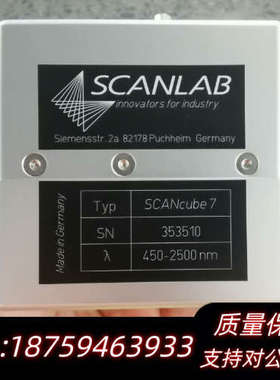 SCANLAB
innovators for industry
Siemensstr. 2a 82178 Puchheim Germany
Made in Germany
Typ SCANcube 7
SN 353510
λ 450-2500 nm
:18759463933
质量保
支持对公